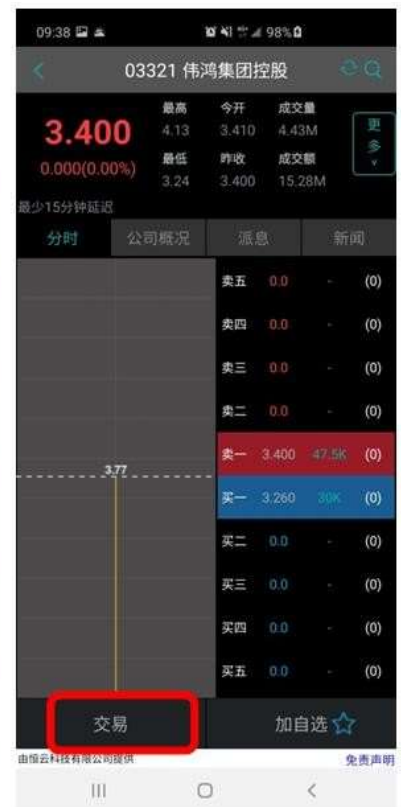 09:38 98%
03321 伟鸿集团控股
最高 今开 成交量
3.400 4.13 3.410 4.43M 更多
最低 昨收 成交额
0.000(0.00%) 3.24 3.400 15.28M
最少15分钟延迟
分时 公司概况 派息 新闻
卖五 0.0 - (0)
卖四 0.0 - (0)
卖三 0.0 - (0)
卖二 0.0 - (0)
卖一 3.400 47.5K (0)
3.77
买一 3.260 30K (0)
买二 0.0 - (0)
买三 0.0 - (0)
买四 0.0 - (0)
买五 0.0 - (0)
交易 加自选
由恒云科技有限公司提供 免责声明